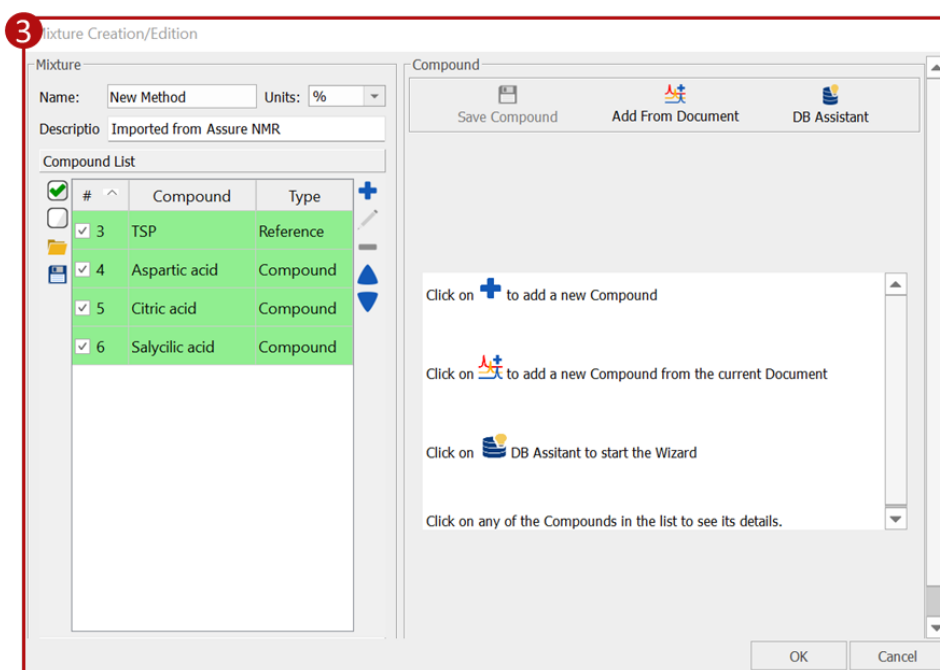 3
Mixture Creation/Edition
Mixture
Name: New Method Units: %
Descriptio Imported from Assure NMR
Compound List
# Compound Type
3 TSP Reference
4 Aspartic acid Compound
5 Citric acid Compound
6 Salycilic acid Compound
Compound
Save Compound Add From Document DB Assistant
Click on to add a new Compound
Click on to add a new Compound from the current Document
Click on DB Assitant to start the Wizard
Click on any of the Compounds in the list to see its details.
OK Cancel